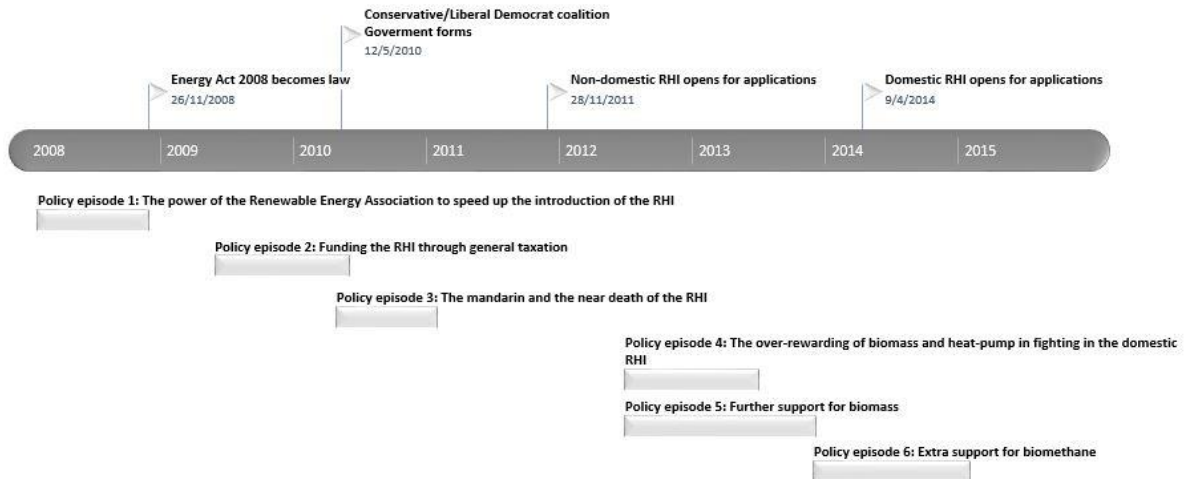 Conservative/Liberal Democrat coalition
Goverment forms
12/5/2010
Energy Act 2008 becomes law
26/11/2008
Non-domestic RHI opens for applications
28/11/2011
Domestic RHI opens for applications
9/4/2014
2008 2009 2010 2011 2012 2013 2014 2015
Policy episode 1: The power of the Renewable Energy Association to speed up the introduction of the RHI
Policy episode 2: Funding the RHI through general taxation
Policy episode 3: The mandarin and the near death of the RHI
Policy episode 4: The over-rewarding of biomass and heat-pump in fighting in the domestic
RHI
Policy episode 5: Further support for biomass
Policy episode 6: Extra support for biomethane